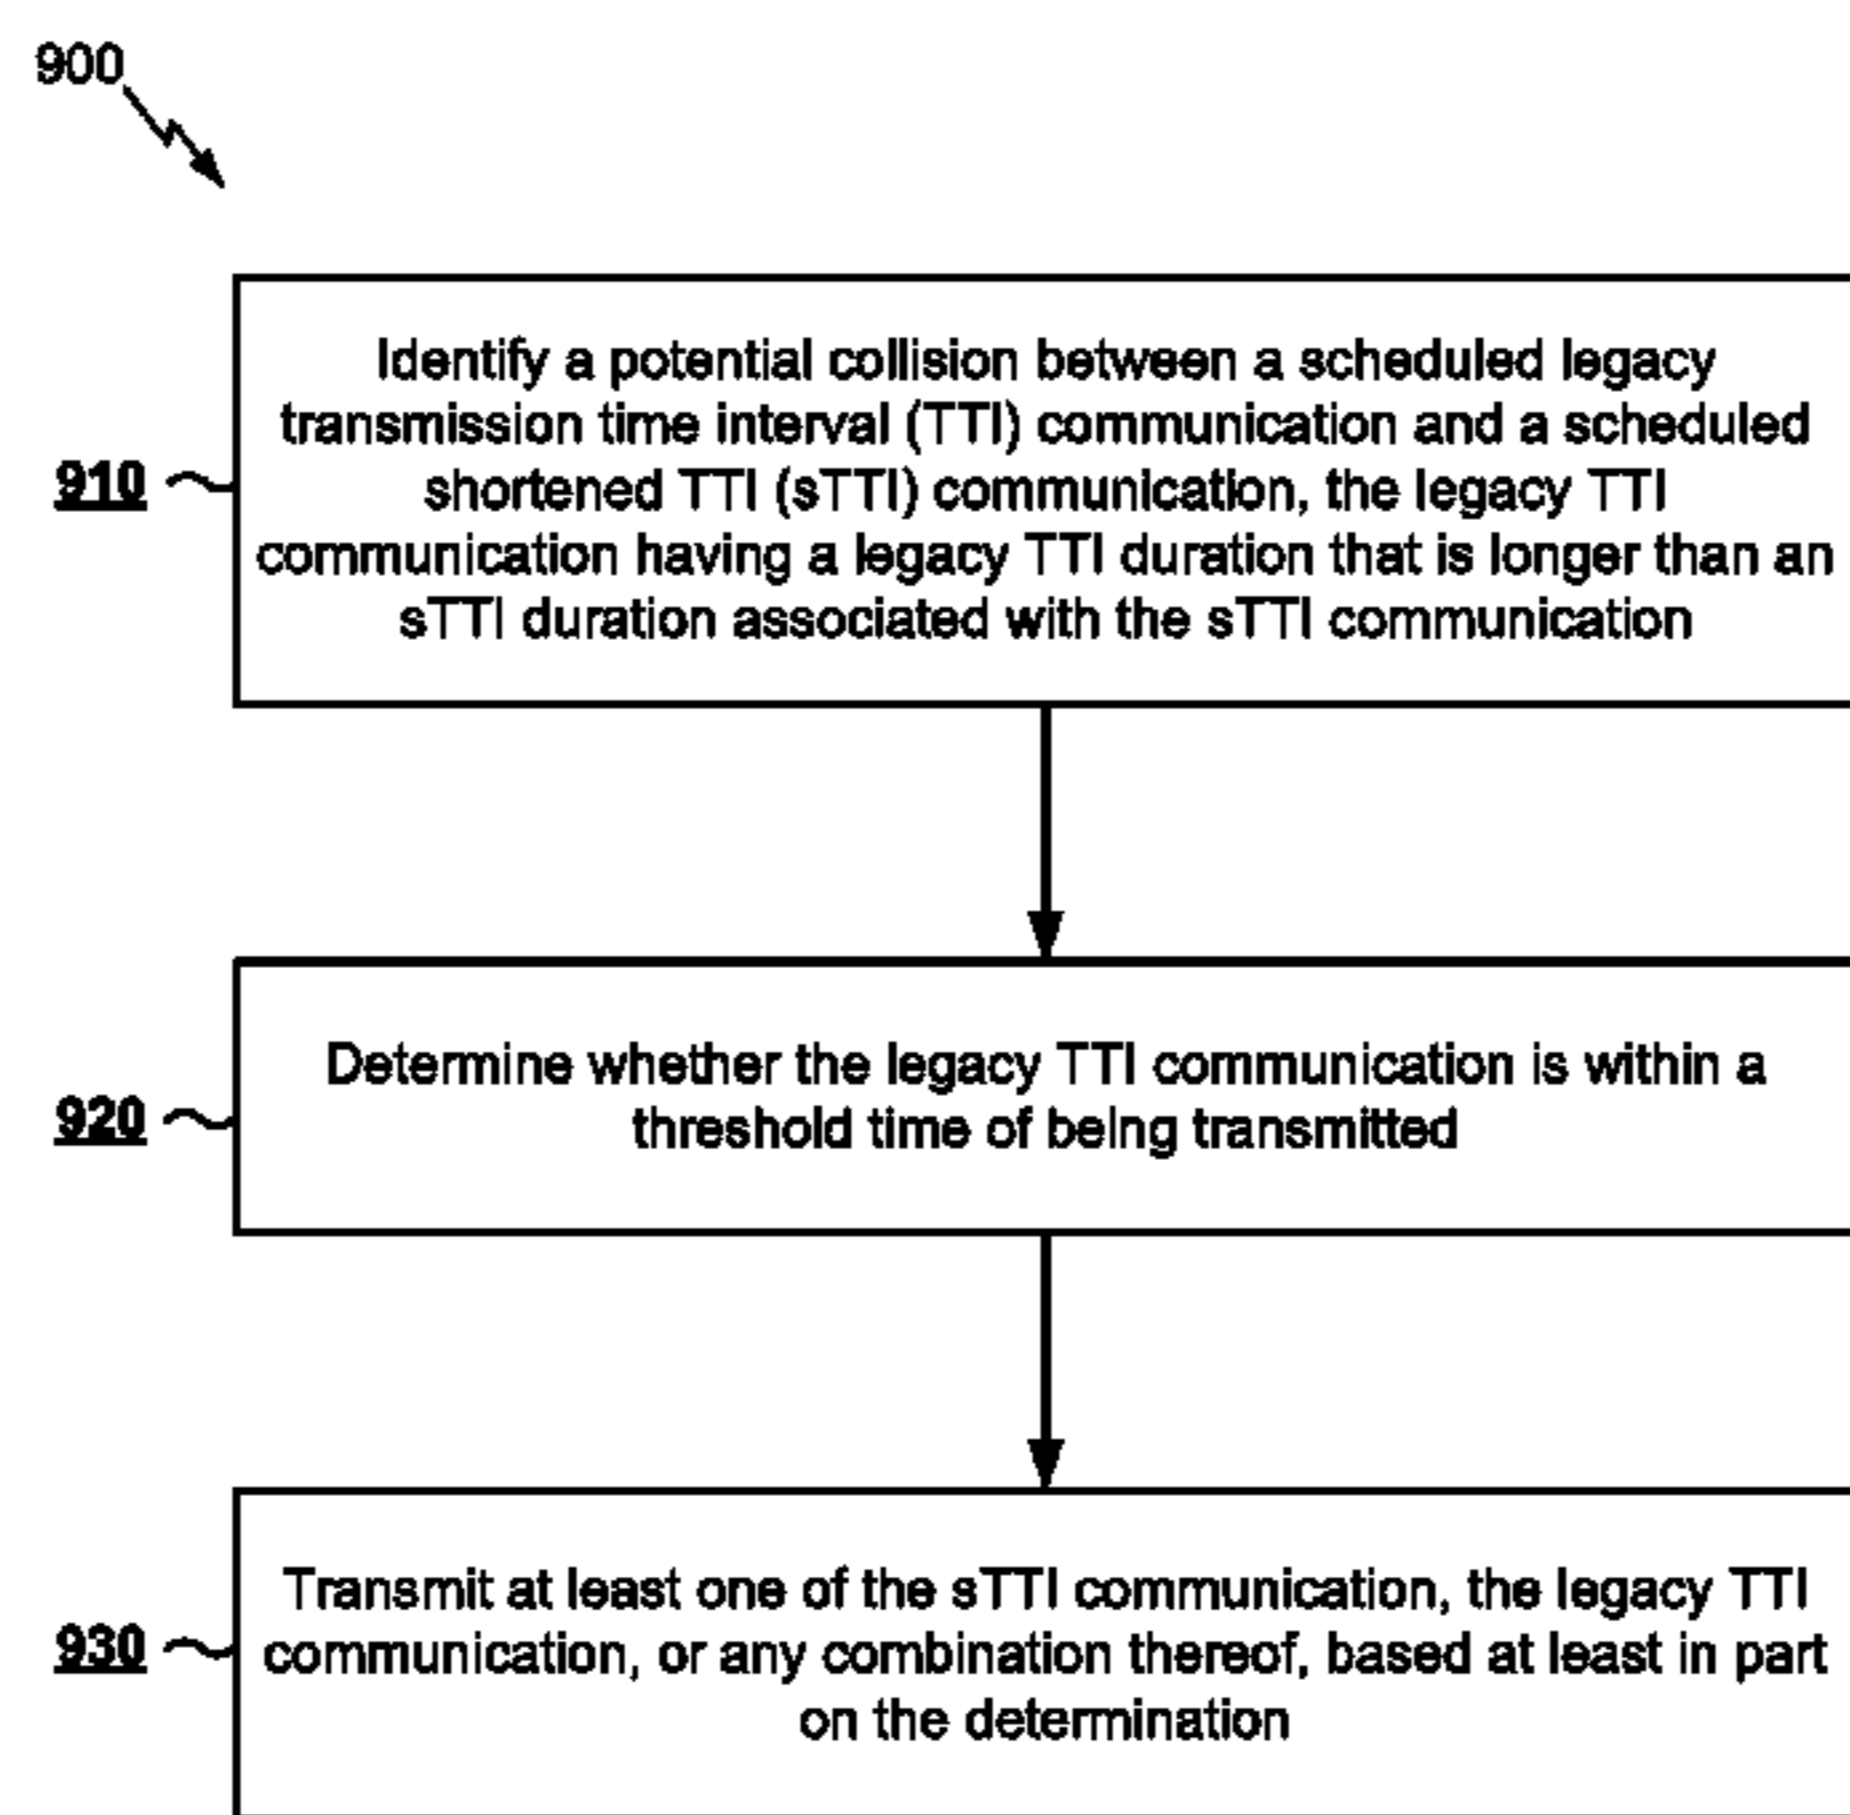 900
Identify a potential collision between a scheduled legacy
transmission time interval (TTI) communication and a scheduled
shortened TTI (sTTI) communication, the legacy TTI
communication having a legacy TTI duration that is longer than an
sTTI duration associated with the sTTI communication
910
Determine whether the legacy TTI communication is within a
threshold time of being transmitted
920
Transmit at least one of the sTTI communication, the legacy TTI
communication, or any combination thereof, based at least in part
on the determination
930